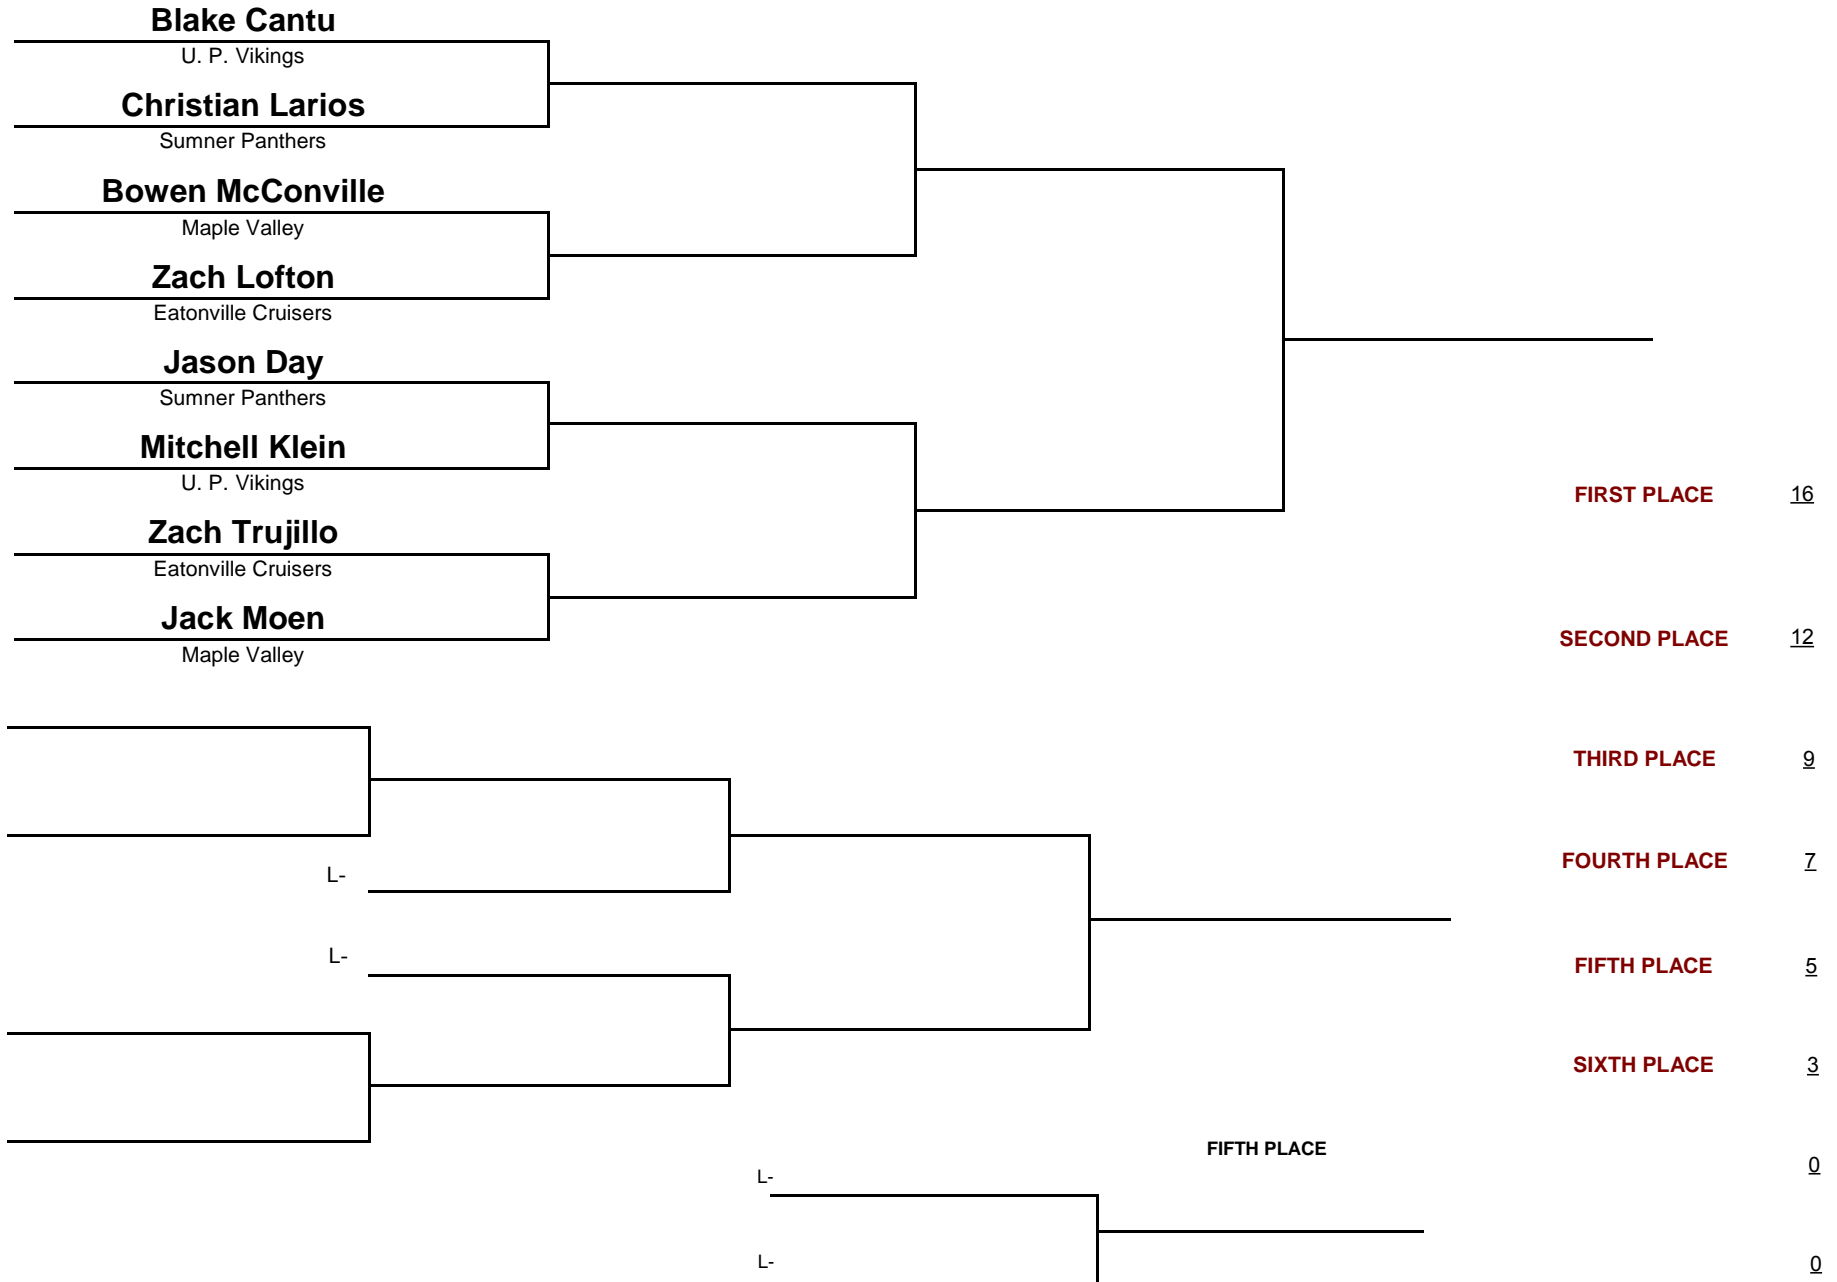 Blake Cantu
U. P. Vikings
Christian Larios
Sumner Panthers
Bowen McConville
Maple Valley
Zach Lofton
Eatonville Cruisers
Jason Day
Sumner Panthers
Mitchell Klein
U. P. Vikings
FIRST PLACE 16
Zach Trujillo
Eatonville Cruisers
Jack Moen
Maple Valley
SECOND PLACE 12
THIRD PLACE 9
L-
FOURTH PLACE 7
L-
FIFTH PLACE 5
SIXTH PLACE 3
FIFTH PLACE
0
L-
L-
0